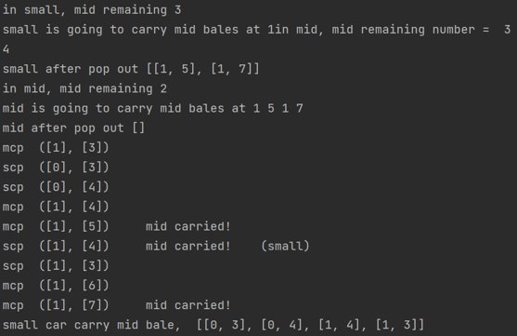 in small, mid remaining 3
small is going to carry mid bales at 1in mid, mid remaining number =  3
4
small after pop out [[1, 5], [1, 7]]
in mid, mid remaining 2
mid is going to carry mid bales at 1 5 1 7
mid after pop out []
mcp  ([1], [3])
scp  ([0], [3])
scp  ([0], [4])
mcp  ([1], [4])
mcp  ([1], [5])     mid carried!
scp  ([1], [4])     mid carried!    (small)
scp  ([1], [3])
mcp  ([1], [6])
mcp  ([1], [7])     mid carried!
small car carry mid bale,  [[0, 3], [0, 4], [1, 4], [1, 3]]